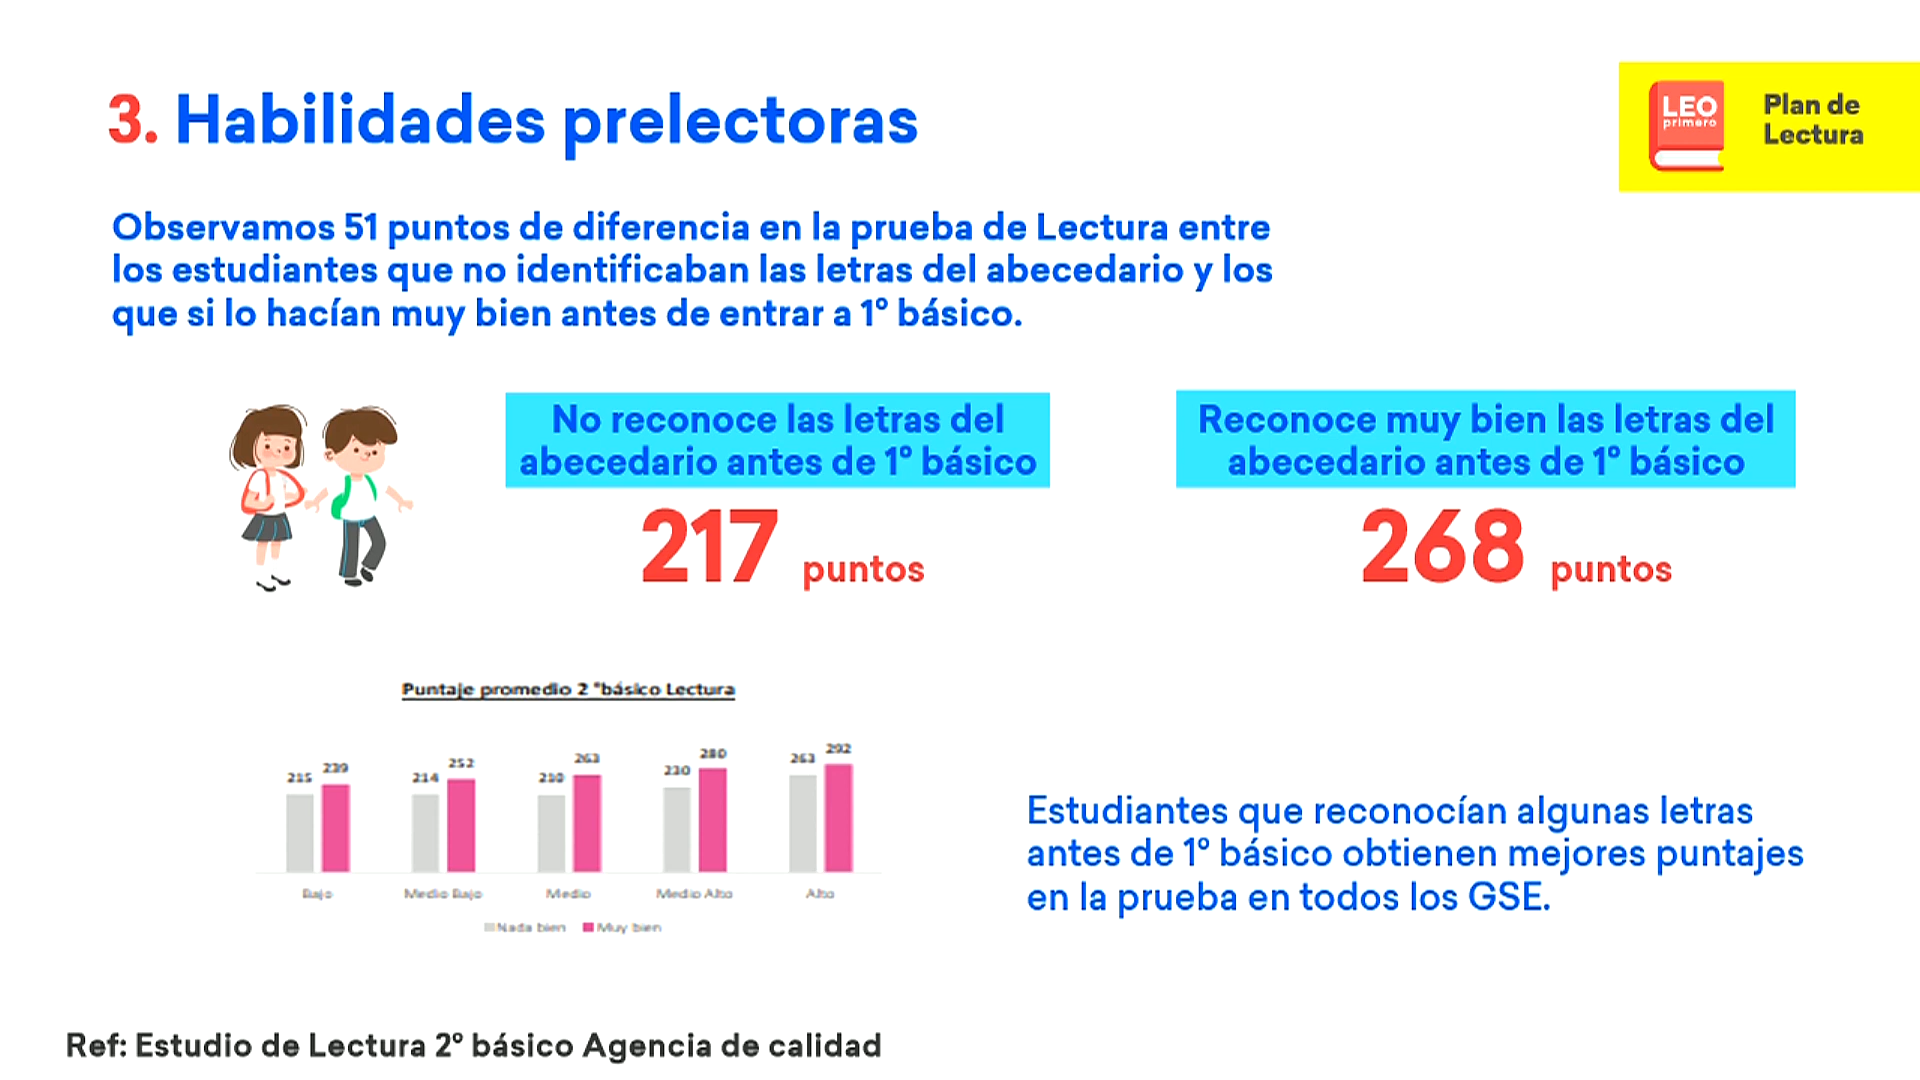 3. Habilidades prelectoras
LEO
primero
Plan de
Lectura
Observamos 51 puntos de diferencia en la prueba de Lectura entre
los estudiantes que no identificaban las letras del abecedario y los
que si lo hacían muy bien antes de entrar a 1° básico.
No reconoce las letras del
abecedario antes de 1° básico
217 puntos
Reconoce muy bien las letras del
abecedario antes de 1° básico
268 puntos
Puntaje promedio 2 °básico Lectura
215 239 214 252 210 263 230 280 263 292
Bajo Medio Bajo Medio Medio Alto Alto
Nada bien Muy bien
Estudiantes que reconocían algunas letras
antes de 1° básico obtienen mejores puntajes
en la prueba en todos los GSE.
Ref: Estudio de Lectura 2° básico Agencia de calidad